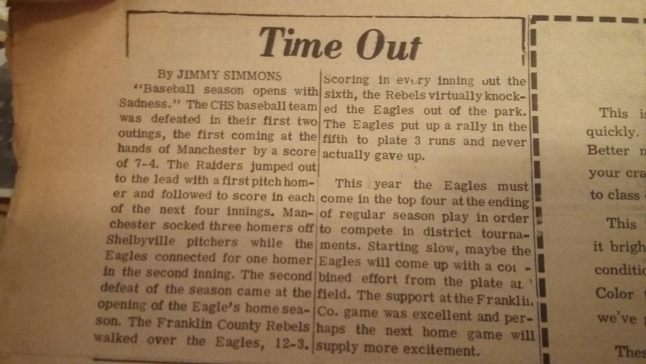 Time Out
By JIMMY SIMMONS
"Baseball season opens with
Sadness." The CHS baseball team
was defeated in their first two
outings, the first coming at the
hands of Manchester by a score
of 7-4. The Raiders jumped out
to the lead with a first pitch hom-
er and followed to score in each
of the next four innings. Man-
chester socked three homers off
Shelbyville pitchers while the
Eagles connected for one homer
in the second inning. The second
defeat of the season came at the
opening of the Eagle's home sea-
son. The Franklin County Rebels
walked over the Eagles, 12-3.
Scoring in every inning but the
sixth, the Rebels virtually knock-
ed the Eagles out of the park.
The Eagles put up a rally in the
fifth to plate 3 runs and never
actually gave up.
This year the Eagles must
come in the top four at the ending
of regular season play in order
to compete in district tourna-
ments. Starting slow, maybe the
Eagles will come up with a com-
bined effort from the plate and
field. The support at the Franklin
Co. game was excellent and per-
haps the next home game will
supply more excitement.
This
quickly.
Better
your
to class
This
it
Color
we've